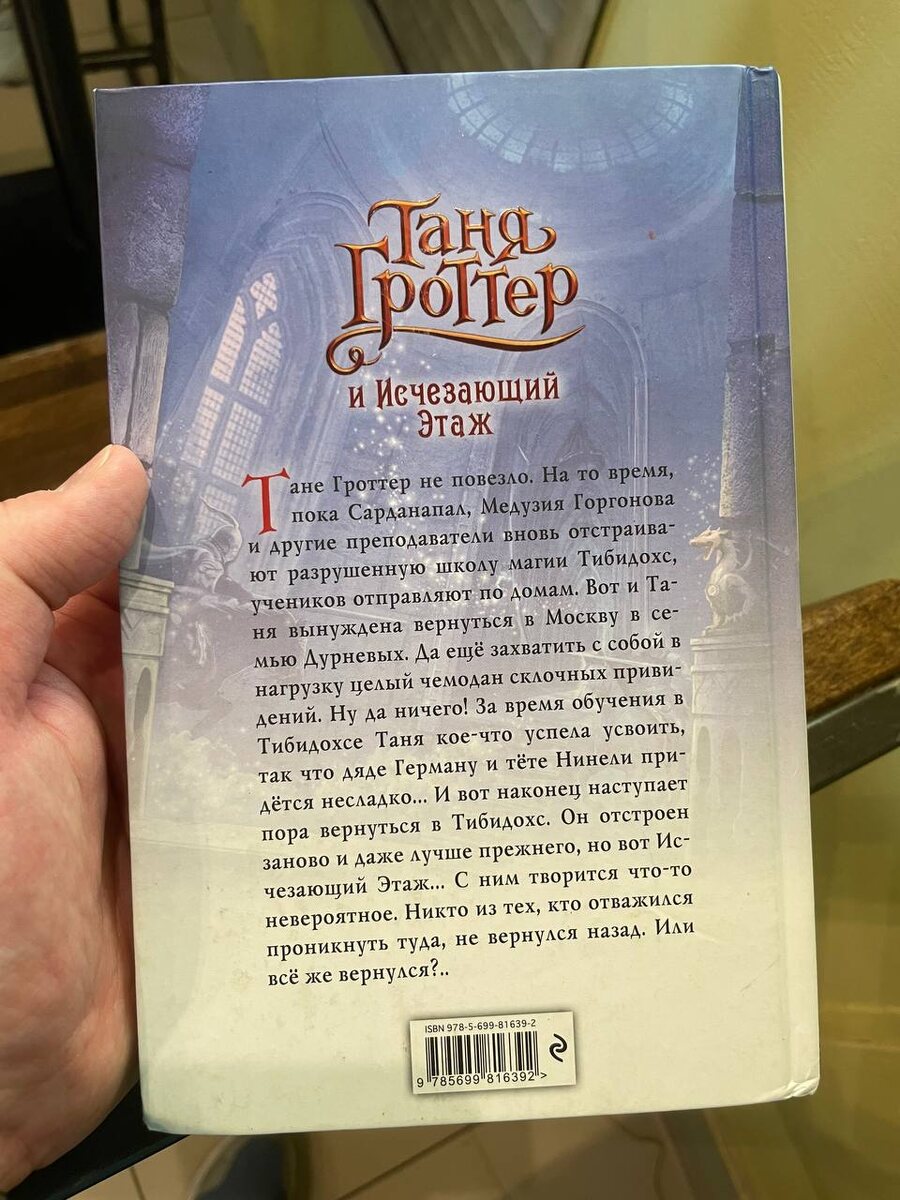 Таня
Гроттер
и Исчезающий
Этаж
Тане Гроттер не повезло. На то время,
пока Сарданапал, Медузия Горгонова
и другие преподаватели вновь отстраива-
ют разрушенную школу магии Тибидохс,
учеников отправляют по домам. Вот и Та-
ня вынуждена вернуться в Москву в се-
мью Дурневых. Да ещё захватить с собой в
нагрузку целый чемодан склочных приви-
дений. Ну да ничего! За время обучения в
Тибидохсе Таня кое-что успела усвоить,
так что дяде Герману и тёте Нинели при-
дётся несладко... И вот наконец наступает
пора вернуться в Тибидохс. Он отстроен
заново и даже лучше прежнего, но вот Ис-
чезающий Этаж... С ним творится что-то
невероятное. Никто из тех, кто отважился
проникнуть туда, не вернулся назад. Или
всё же вернулся?..
ISBN 978-5-699-81639-2
9 785699 816392 >